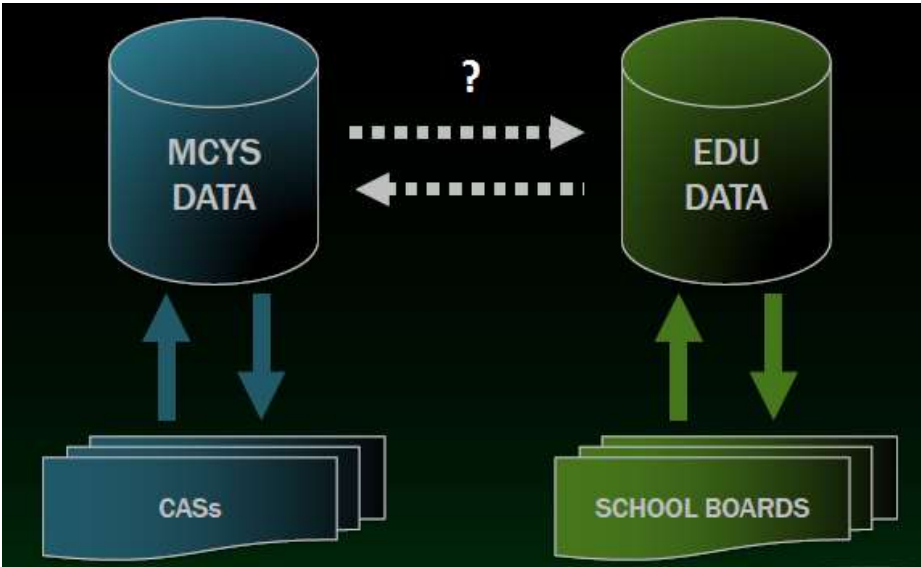 ?
MCYS
DATA
EDU
DATA
CASs
SCHOOL BOARDS